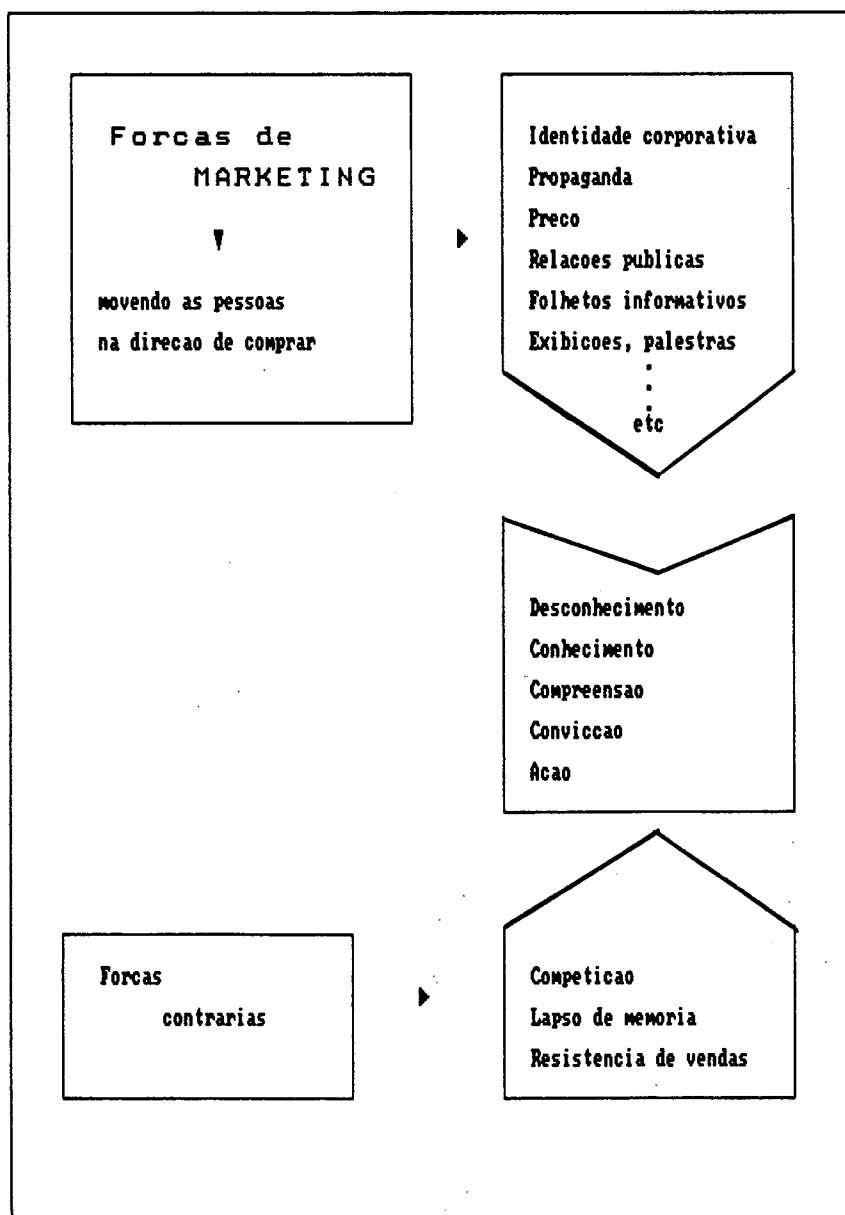 Forcas de
MARKETING
movendo as pessoas
na direcao de comprar
Identidade corporativa
Propaganda
Preco
Relacoes publicas
Folhetos informativos
Exibicoes, palestras
etc
Desconhecimento
Conhecimento
Compreensao
Conviccao
Acao
Forcas
contrarias
Competicao
Lapso de memoria
Resistencia de vendas